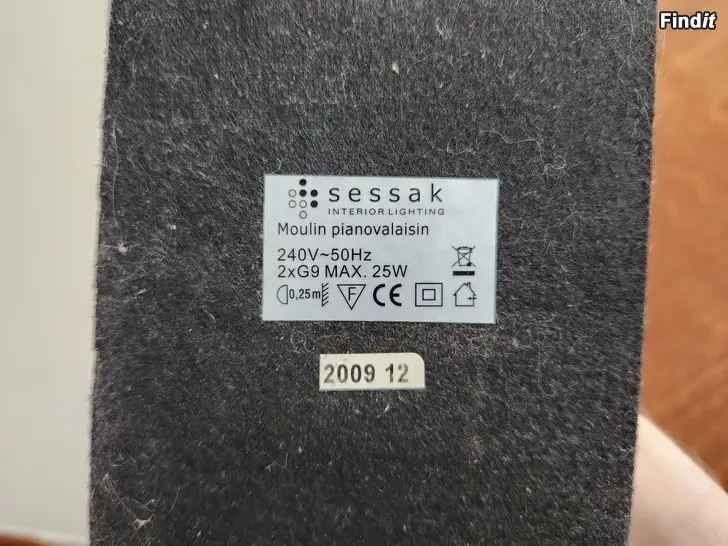 Findit
sessak
INTERIOR LIGHTING
Moulin pianovalaisin
240V~50Hz
2xG9 MAX. 25W
0,25m F CE
2009 12